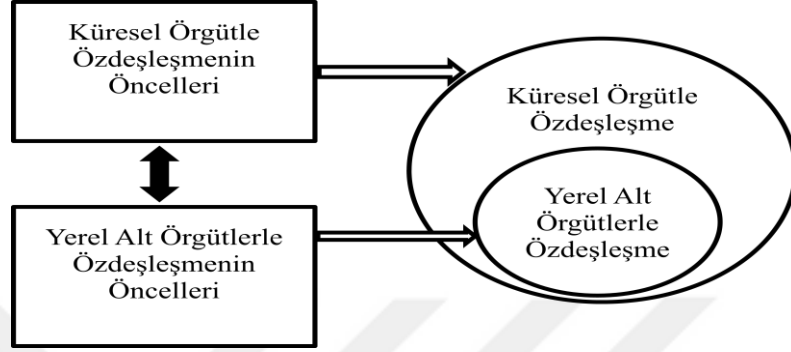 Küresel Örgütle
Özdeşleşmenin
Öncelleri
Küresel Örgütle
Özdeşleşme
Yerel Alt
Örgütlerle
Özdeşleşme
Yerel Alt Örgütlerle
Özdeşleşmenin
Öncelleri